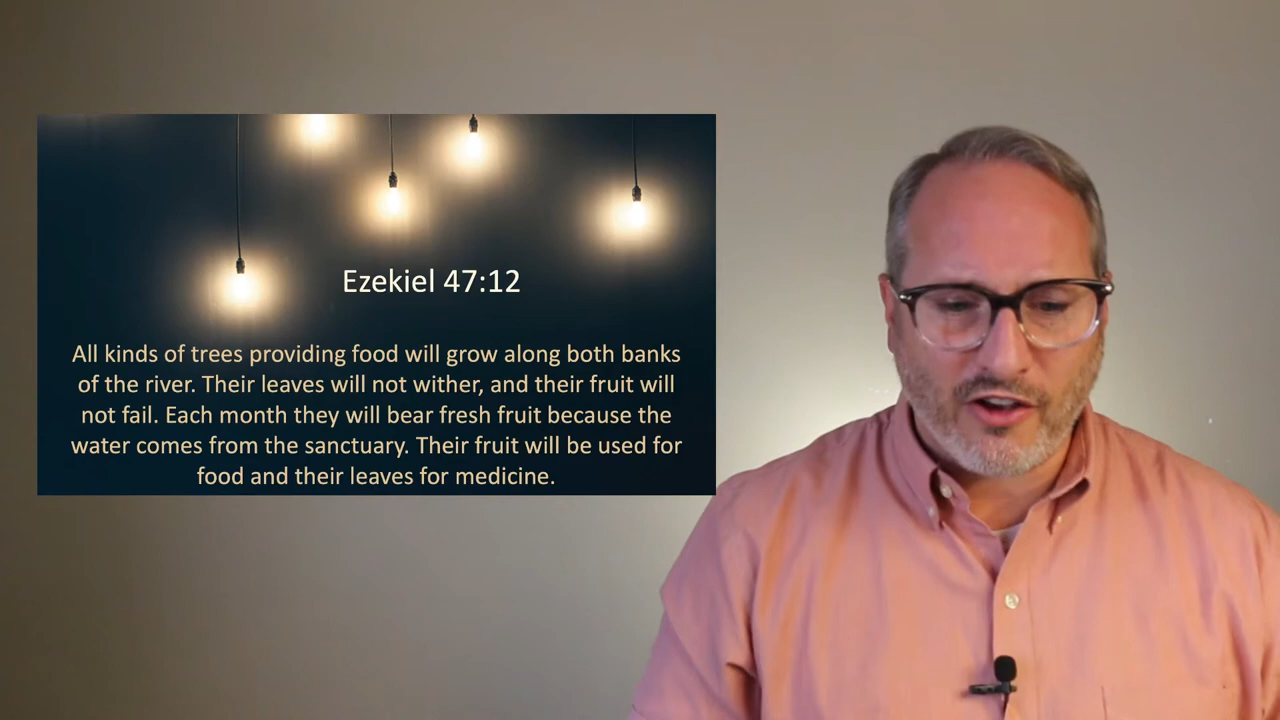 Ezekiel 47:12
All kinds of trees providing food will grow along both banks
of the river. Their leaves will not wither, and their fruit will
not fail. Each month they will bear fresh fruit because the
water comes from the sanctuary. Their fruit will be used for
food and their leaves for medicine.